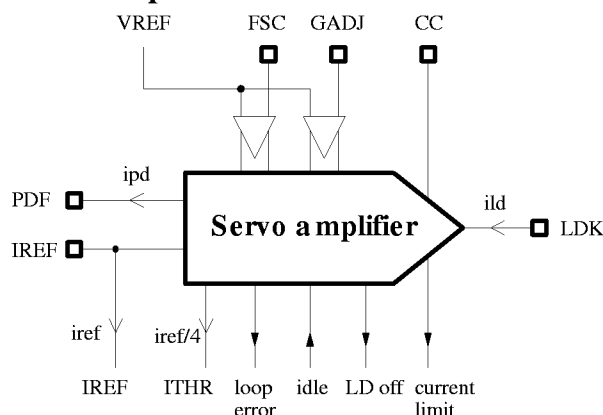 VREF FSC GADJ CC
ipd
PDF
ild
Servo amplifier
LDK
IREF
iref iref/4
IREF ITHR loop idle LD off current
error limit